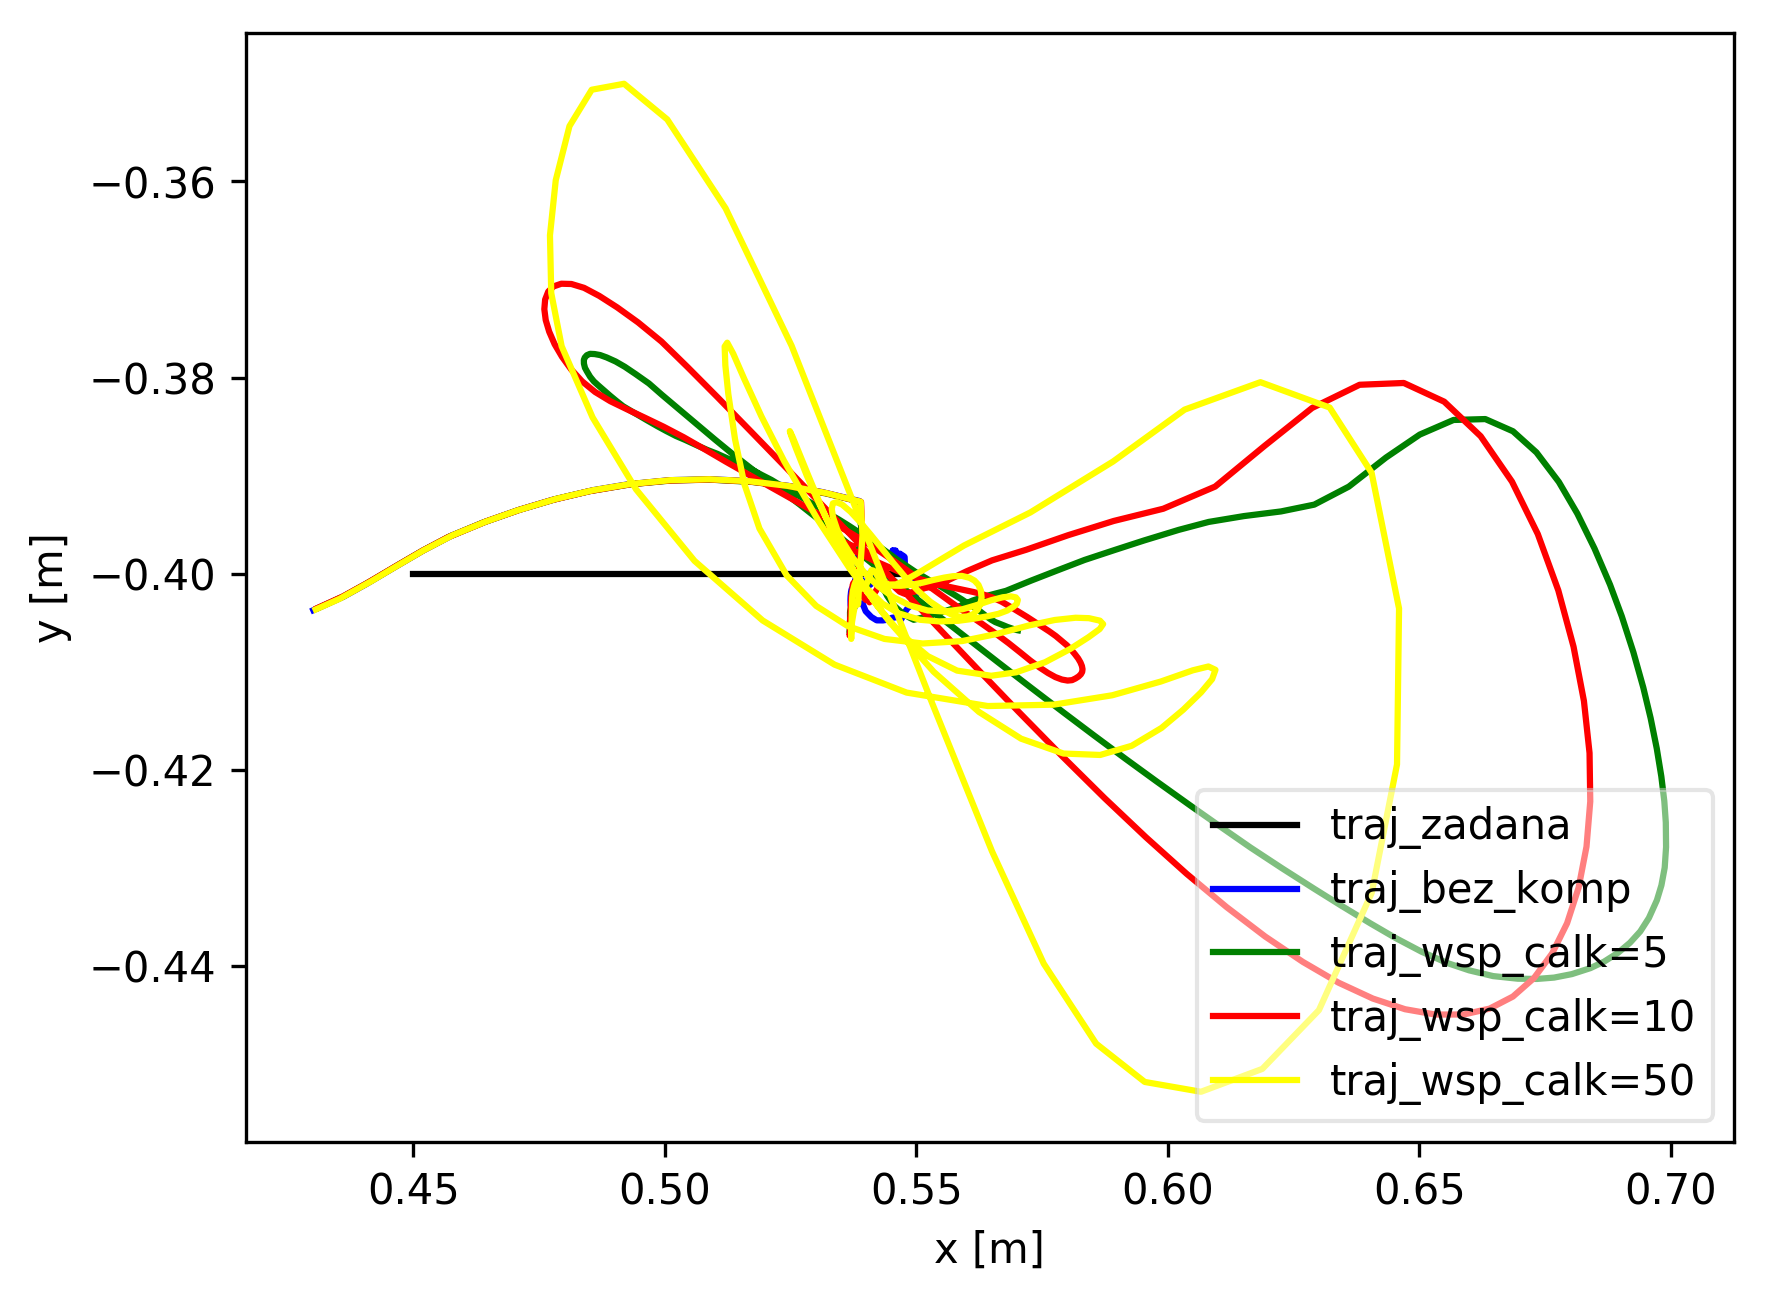 y [m]
−0.36
−0.38
−0.40
−0.42
−0.44
0.45 0.50 0.55 0.60 0.65 0.70
x [m]
traj_zadana
traj_bez_komp
traj_wsp_calk=5
traj_wsp_calk=10
traj_wsp_calk=50